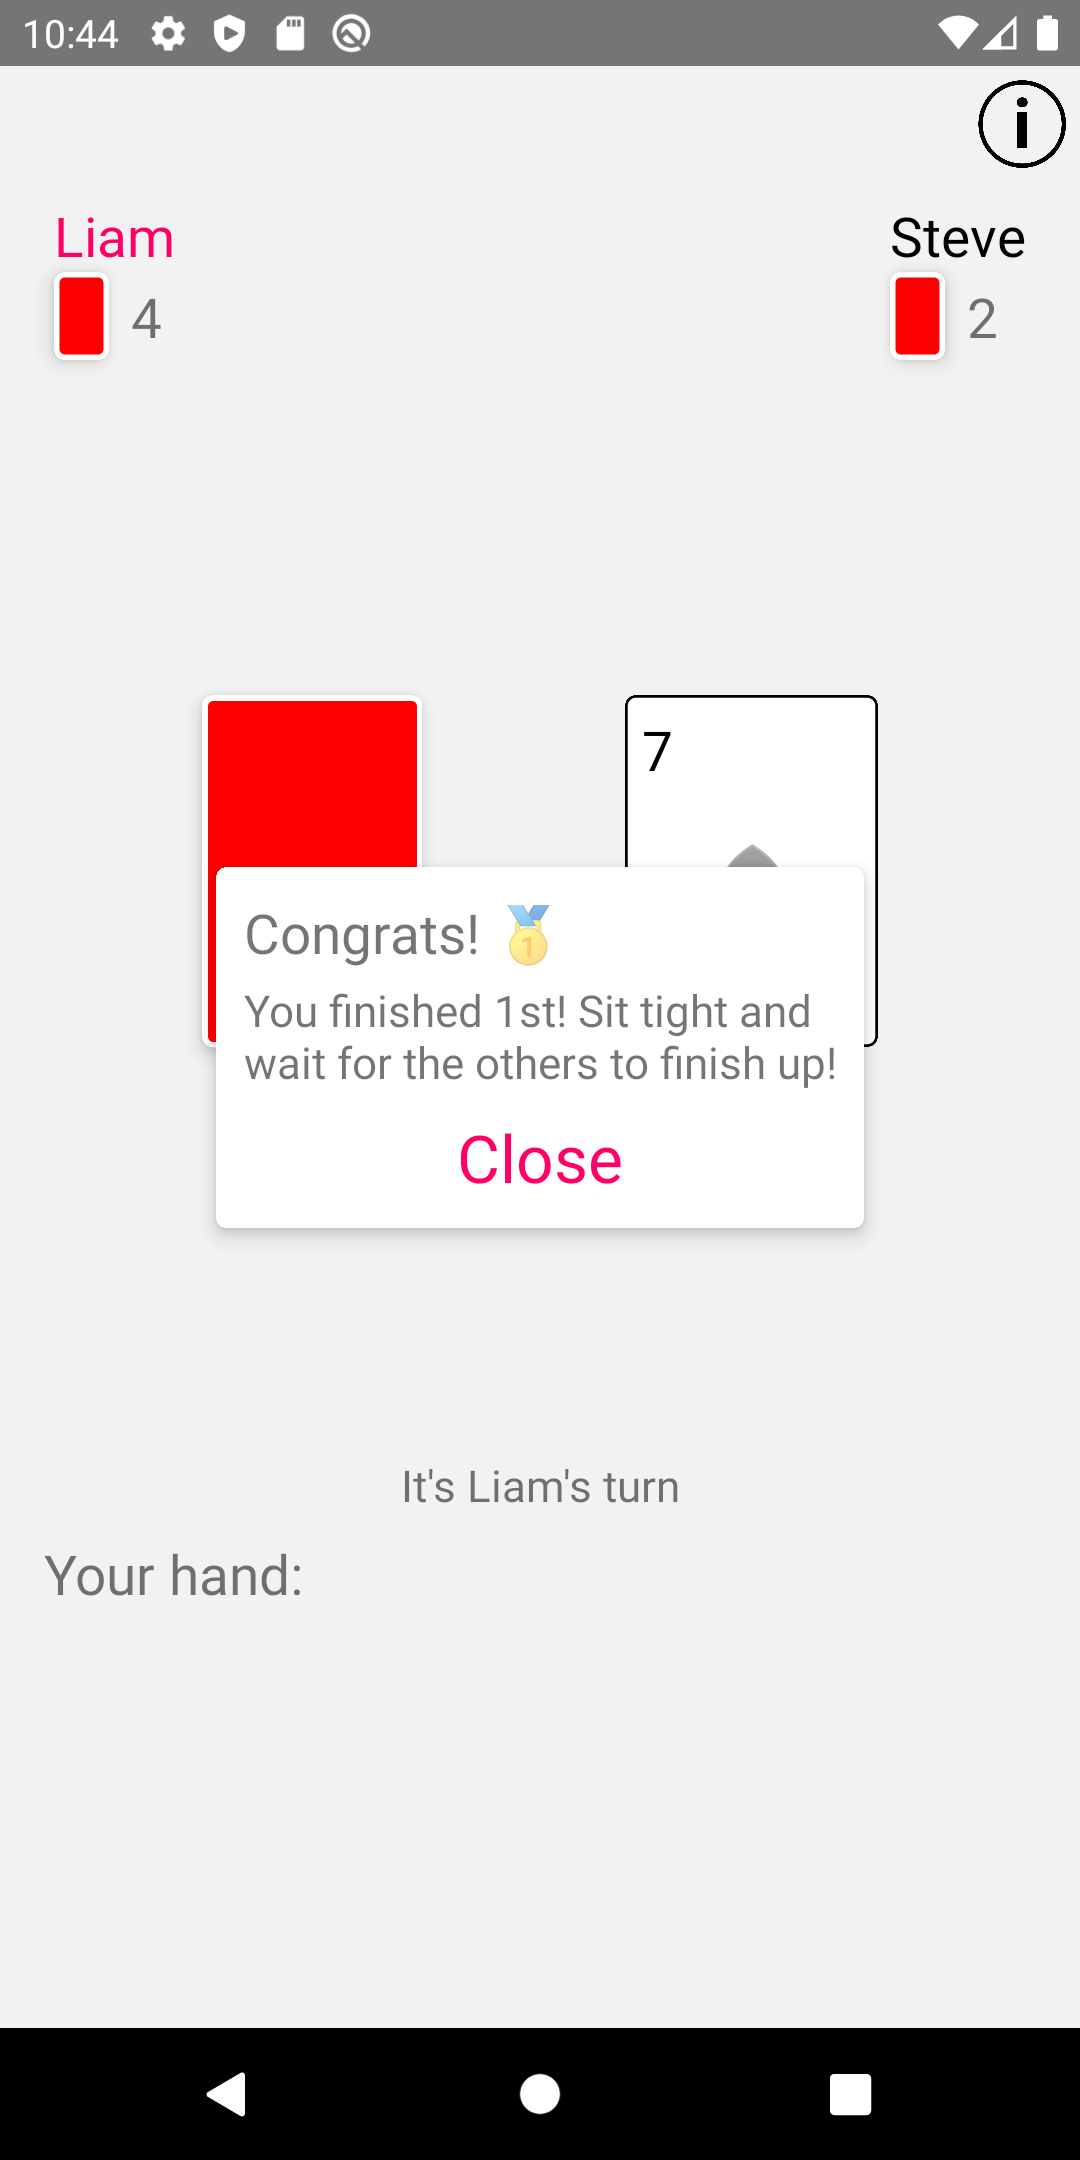 10:44
i
Liam
Steve
4
2
7
Congrats! 🥇
You finished 1st! Sit tight and
wait for the others to finish up!
Close
It's Liam's turn
Your hand: